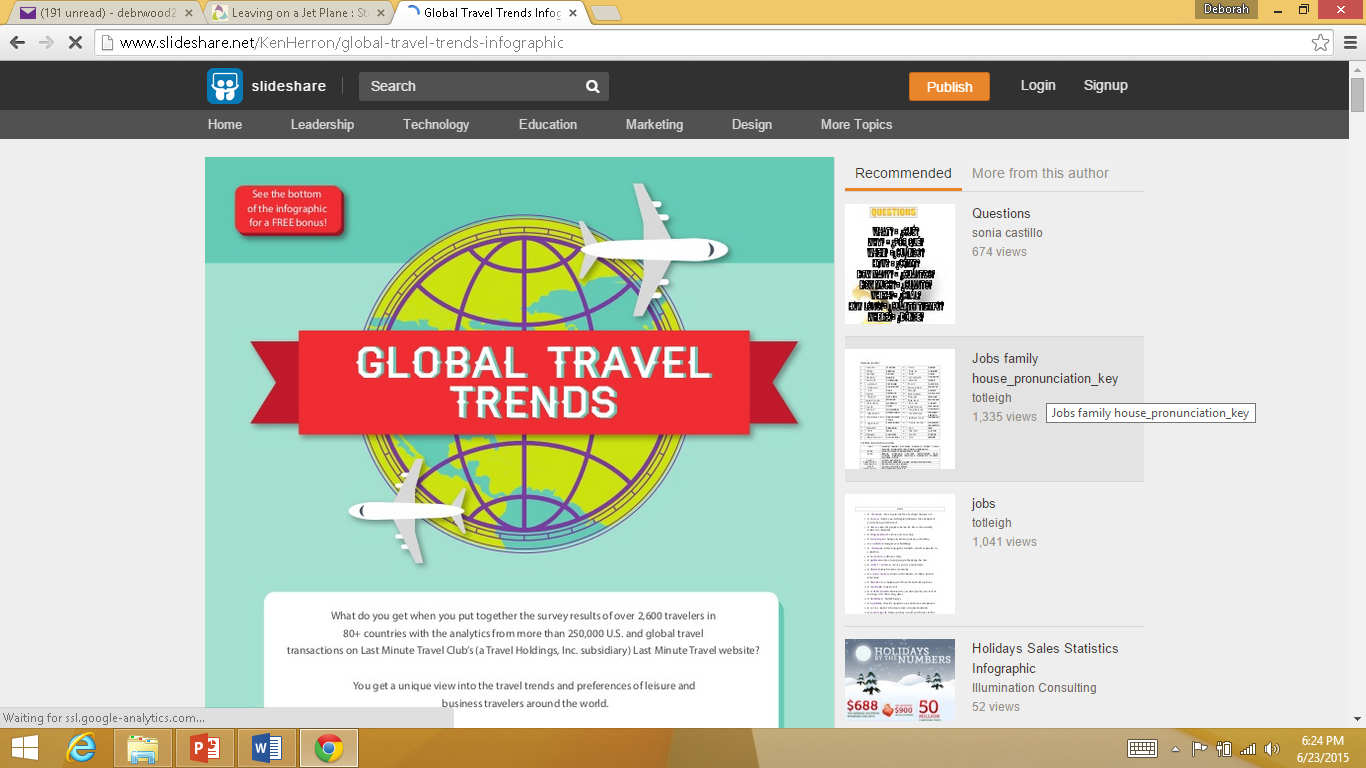 (191 unread) - debrwood2
Leaving on a Jet Plane : St
Global Travel Trends Infog
Deborah
www.slideshare.net/KenHerron/global-travel-trends-infographic
slideshare
Search
Publish
Login
Signup
Home
Leadership
Technology
Education
Marketing
Design
More Topics
See the bottom
of the infographic
for a FREE bonus!
GLOBAL TRAVEL
TRENDS
What do you get when you put together the survey results of over 2,600 travelers in
80+ countries with the analytics from more than 250,000 U.S. and global travel
transactions on Last Minute Travel Club's (a Travel Holdings, Inc. subsidiary) Last Minute Travel website?
You get a unique view into the travel trends and preferences of leisure and
business travelers around the world.
Recommended
More from this author
QUESTIONS
Questions
sonia castillo
674 views
Jobs family
house_pronunciation_key
totleigh
1,335 views
Jobs family house_pronunciation_key
jobs
totleigh
1,041 views
HOLIDAYS
BY THE NUMBERS
$688
$900
50
MILLION
Holidays Sales Statistics
Infographic
Illumination Consulting
52 views
Waiting for ssl.google-analytics.com...
6:24 PM
6/23/2015